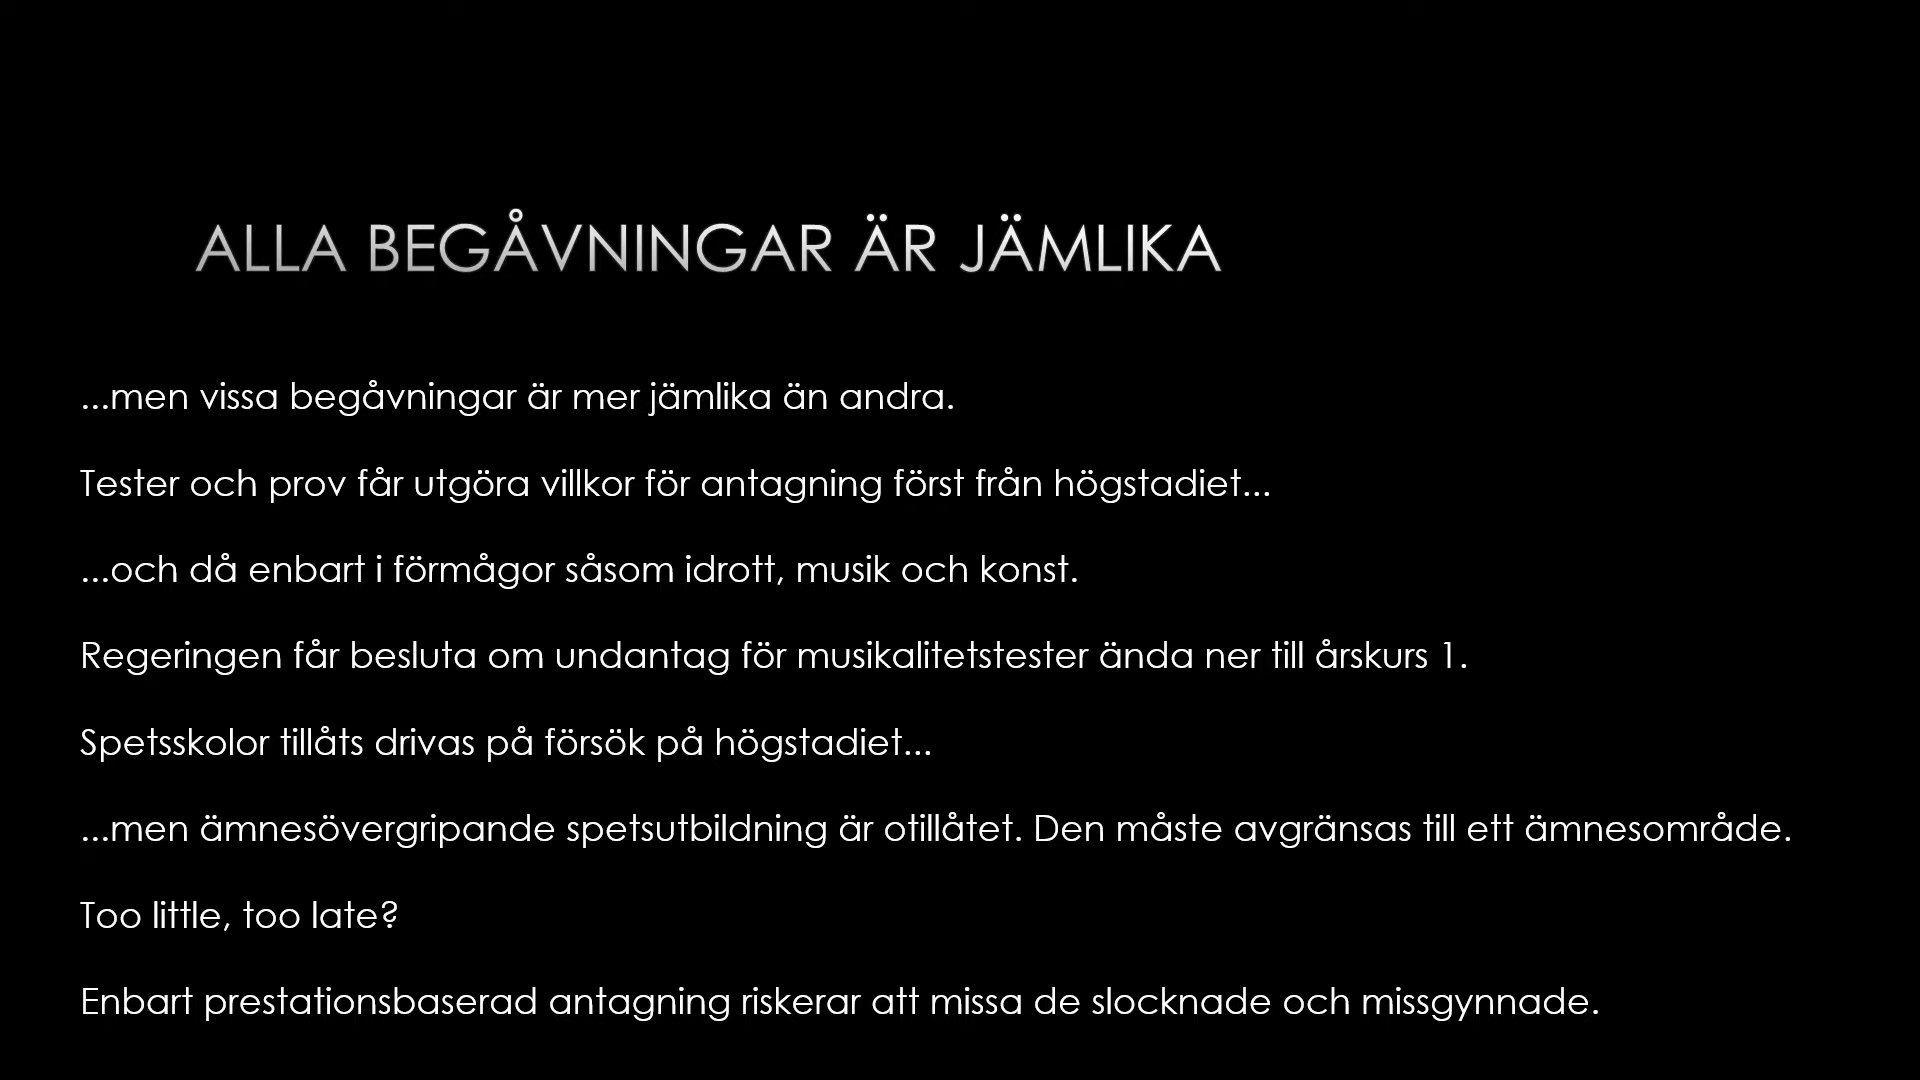 ALLA BEGÅVNINGAR ÄR JÄMLIKA
...men vissa begåvningar är mer jämlika än andra.
Tester och prov får utgöra villkor för antagning först från högstadiet...
...och då enbart i förmågor såsom idrott, musik och konst.
Regeringen får besluta om undantag för musikalitetstester ända ner till årskurs 1.
Spetsskolor tillåts drivas på försök på högstadiet...
...men ämnesövergripande spetsutbildning är otillåtet. Den måste avgränsas till ett ämnesområde.
Too little, too late?
Enbart prestationsbaserad antagning riskerar att missa de slocknade och missgynnade.